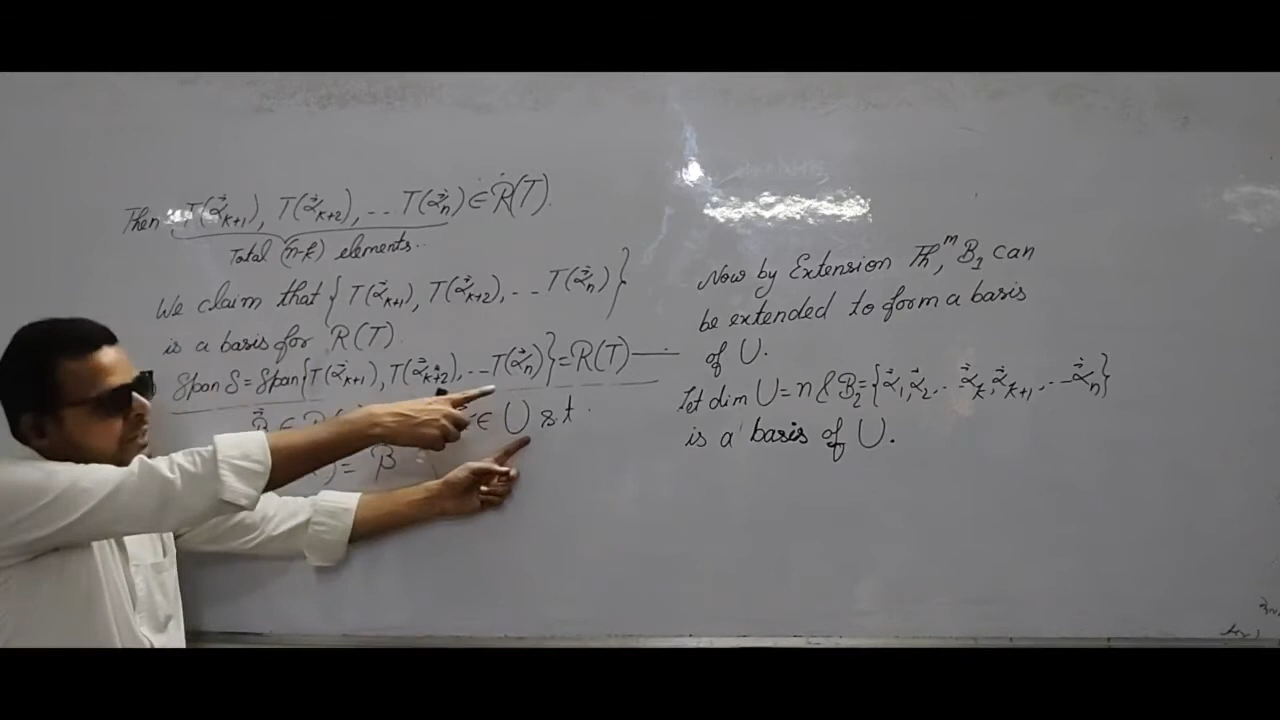 Then T(α⃗ₖ₊₁), T(α⃗ₖ₊₂), ... T(α⃗ₙ) ∈ R(T).
Total (n-k) elements..
We claim that {T(α⃗ₖ₊₁), T(α⃗ₖ₊₂), ... T(α⃗ₙ)}
is a basis for R(T).
Span S = Span{T(α⃗ₖ₊₁), T(α⃗ₖ₊₂), ... T(α⃗ₙ)} = R(T)
β⃗ ∈ ∈ U s.t.
) = β
Now by Extension Thᵐ, B₁ can
be extended to form a basis
of U.
Let dim U = n & B₂ = {α⃗₁, α⃗₂, .. α⃗ₖ, α⃗ₖ₊₁, ... α⃗ₙ}
is a basis of U.